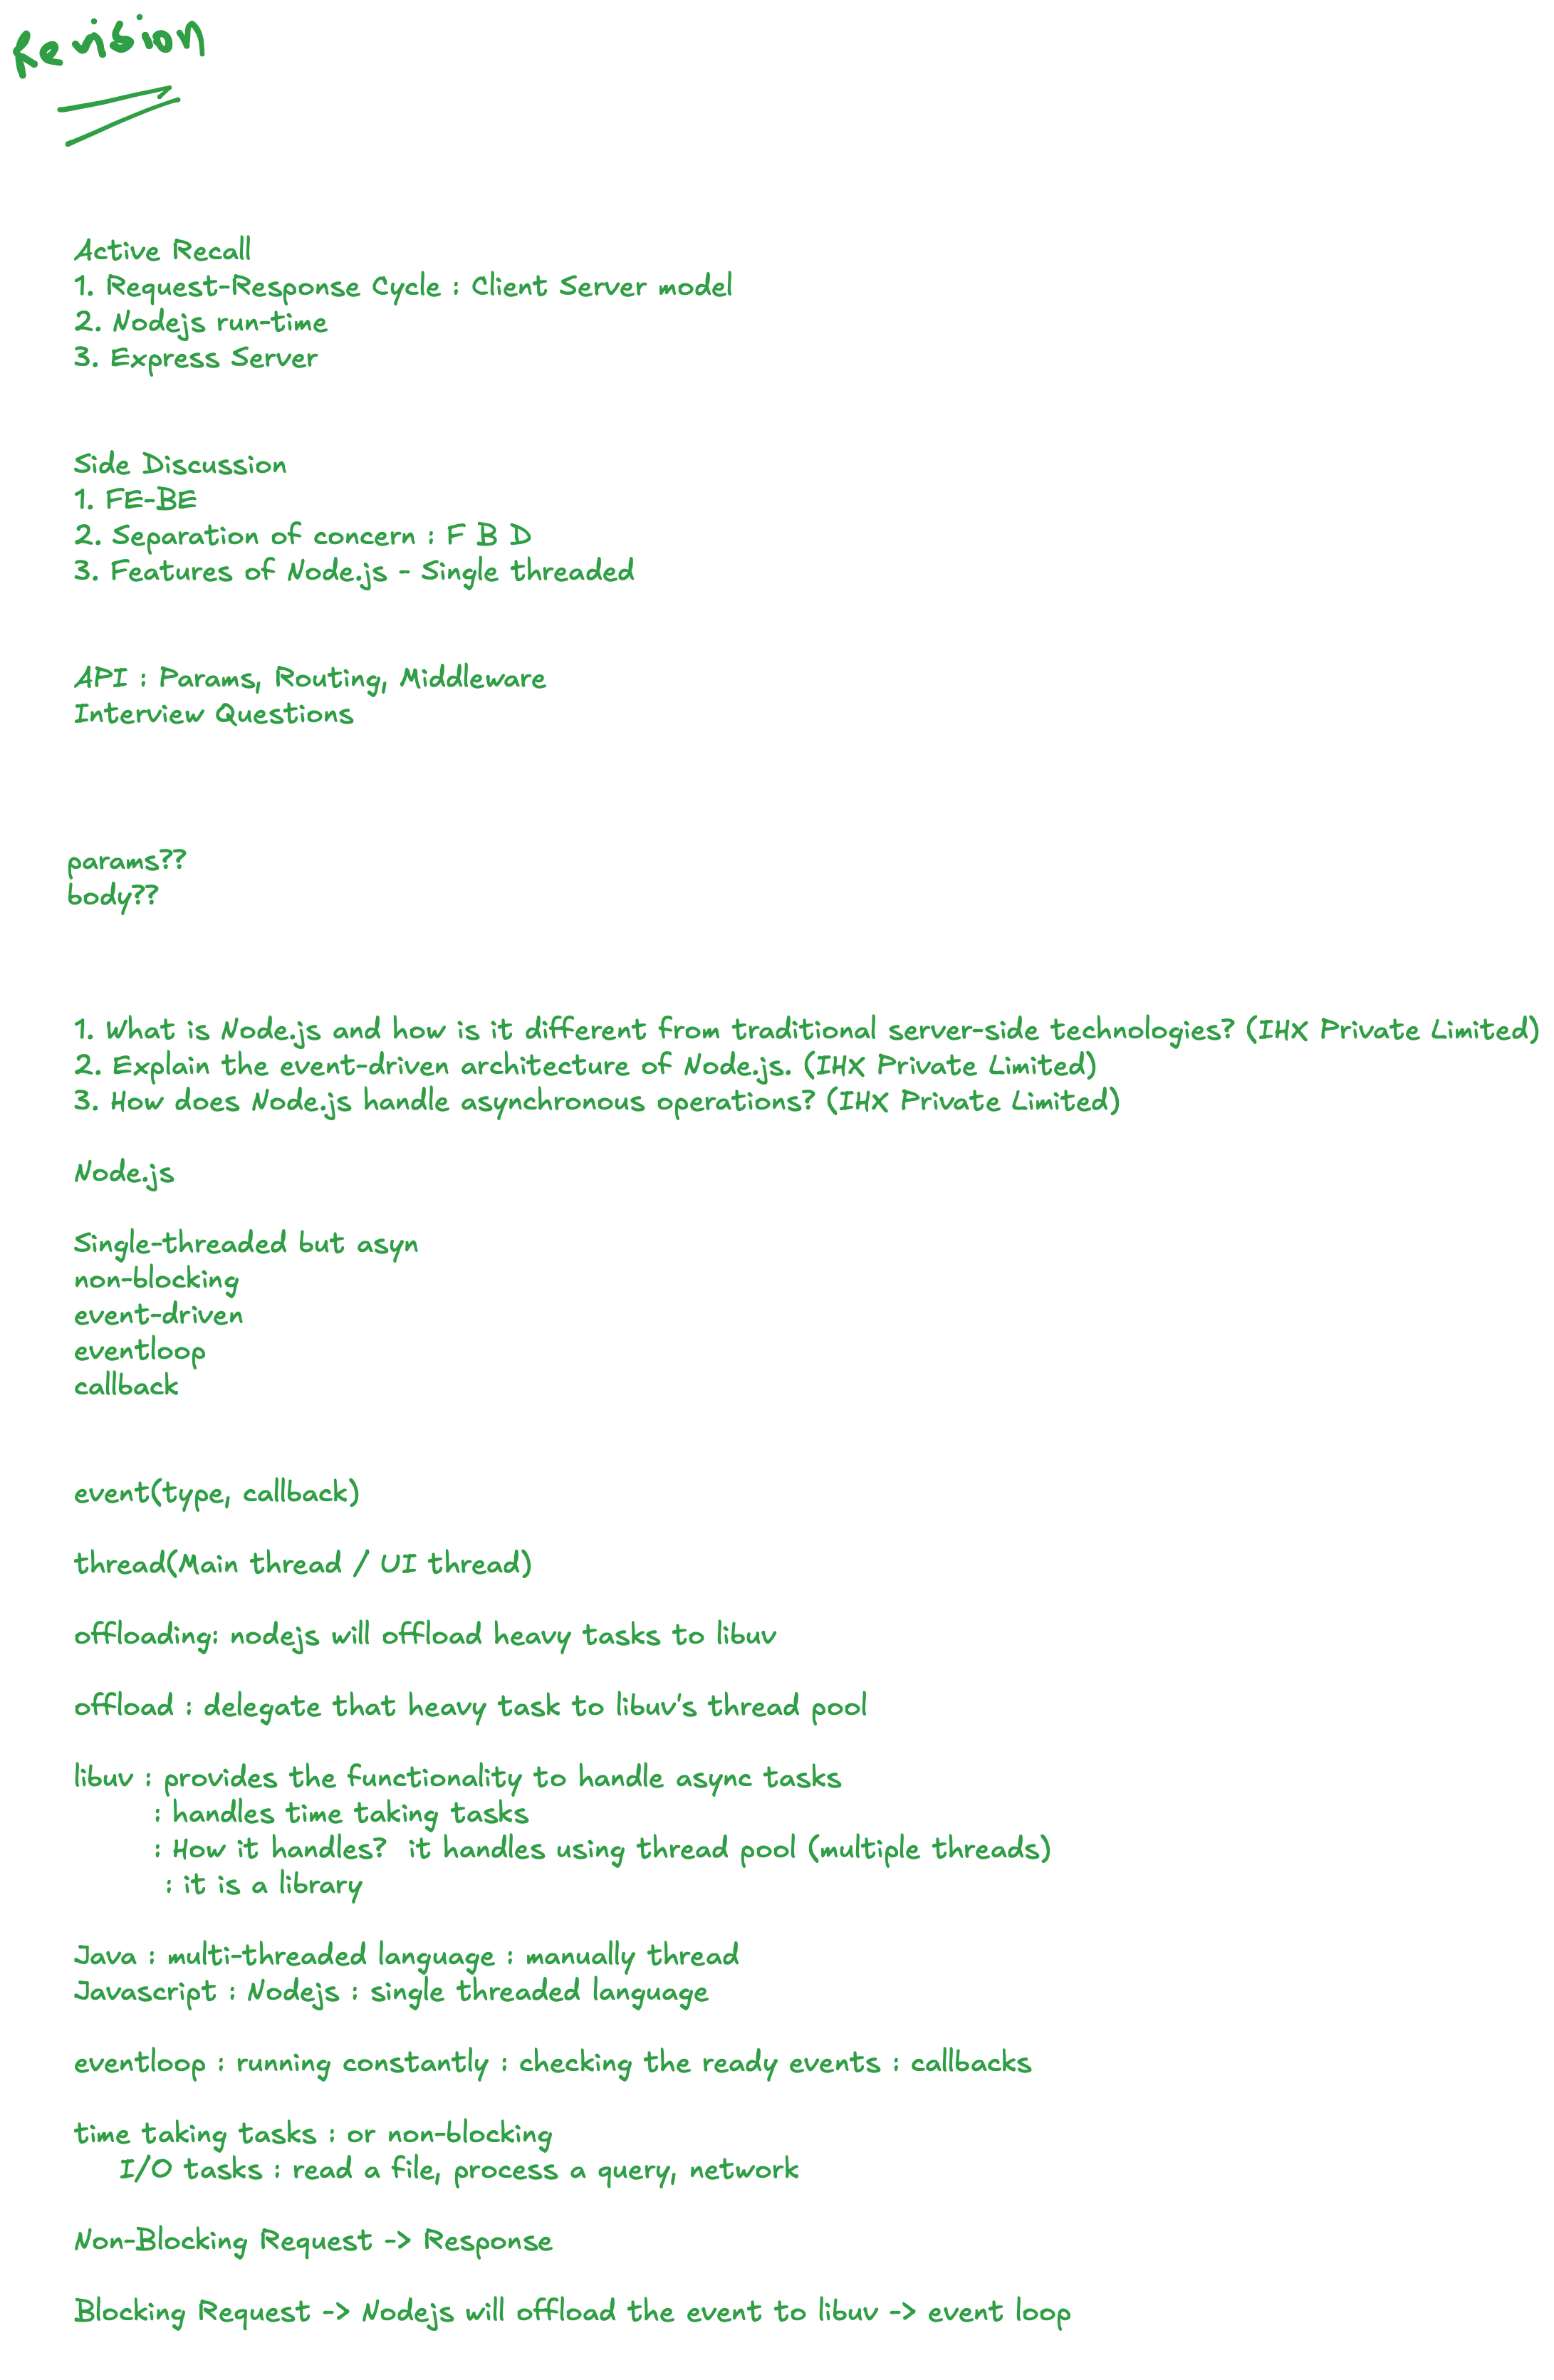 Revision
Active Recall
1. Request-Response Cycle : Client Server model
2. Nodejs run-time
3. Express Server
Side Discussion
1. FE-BE
2. Separation of concern : F B D
3. Features of Node.js - Single threaded
API : Params, Routing, Middleware
Interview Questions
params??
body??
1. What is Node.js and how is it different from traditional server-side technologies? (IHX Private Limited)
2. Explain the event-driven architecture of Node.js. (IHX Private Limited)
3. How does Node.js handle asynchronous operations? (IHX Private Limited)
Node.js
Single-threaded but asyn
non-blocking
event-driven
eventloop
callback
event(type, callback)
thread(Main thread / UI thread)
offloading: nodejs will offload heavy tasks to libuv
offload : delegate that heavy task to libuv's thread pool
libuv : provides the functionality to handle async tasks
: handles time taking tasks
: How it handles? it handles using thread pool (multiple threads)
: it is a library
Java : multi-threaded language : manually thread
Javascript : Nodejs : single threaded language
eventloop : running constantly : checking the ready events : callbacks
time taking tasks : or non-blocking
I/O tasks : read a file, process a query, network
Non-Blocking Request -> Response
Blocking Request -> Nodejs will offload the event to libuv -> event loop